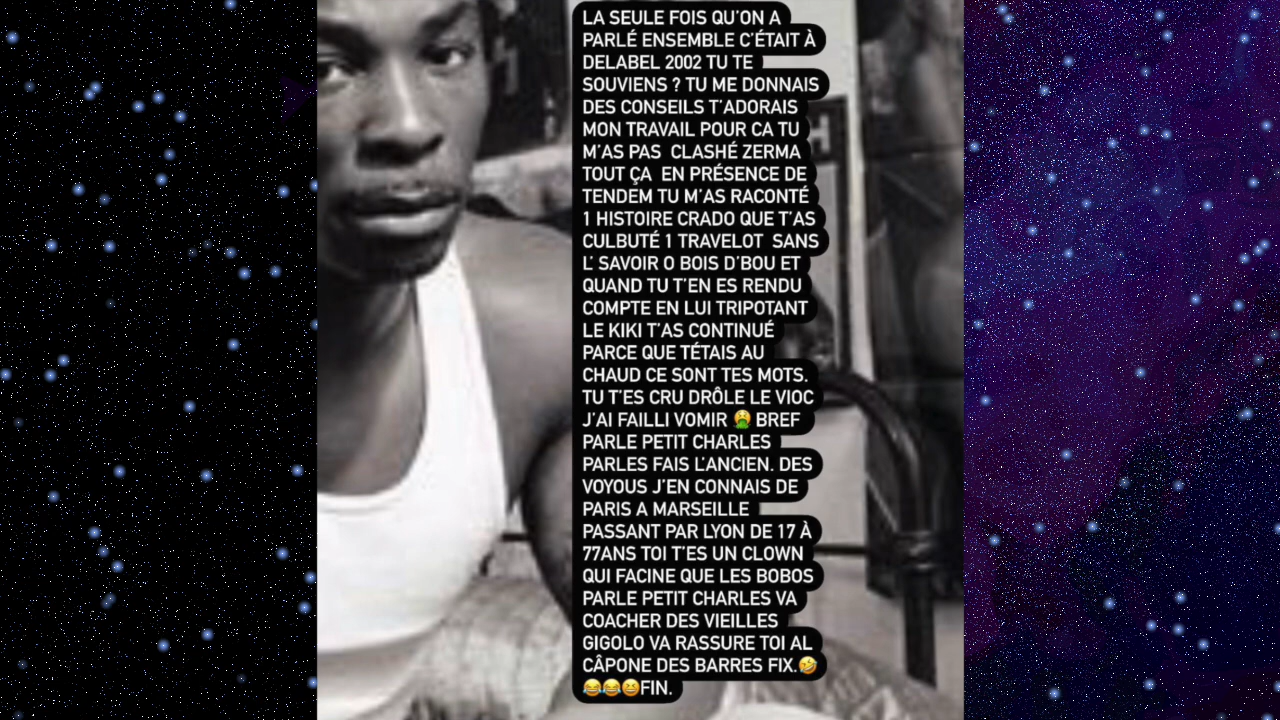 LA SEULE FOIS QU'ON A
PARLÉ ENSEMBLE C'ÉTAIT À
DELABEL 2002 TU TE
SOUVIENS ? TU ME DONNAIS
DES CONSEILS T'ADORAIS
MON TRAVAIL POUR CA TU
M'AS PAS CLASHÉ ZERMA
TOUT ÇA EN PRÉSENCE DE
TENDEM TU M'AS RACONTÉ
1 HISTOIRE CRADO QUE T'AS
CULBUTÉ 1 TRAVELOT SANS
L' SAVOIR O BOIS D'BOU ET
QUAND TU T'EN ES RENDU
COMPTE EN LUI TRIPOTANT
LE KIKI T'AS CONTINUÉ
PARCE QUE TÉTAIS AU
CHAUD CE SONT TES MOTS.
TU T'ES CRU DRÔLE LE VIOC
J'AI FAILLI VOMIR 🤮 BREF
PARLE PETIT CHARLES
PARLES FAIS L'ANCIEN. DES
VOYOUS J'EN CONNAIS DE
PARIS A MARSEILLE
PASSANT PAR LYON DE 17 À
77ANS TOI T'ES UN CLOWN
QUI FACINE QUE LES BOBOS
PARLE PETIT CHARLES VA
COACHER DES VIEILLES
GIGOLO VA RASSURE TOI AL
CÂPONE DES BARRES FIX.🤣
😂😂😆FIN.